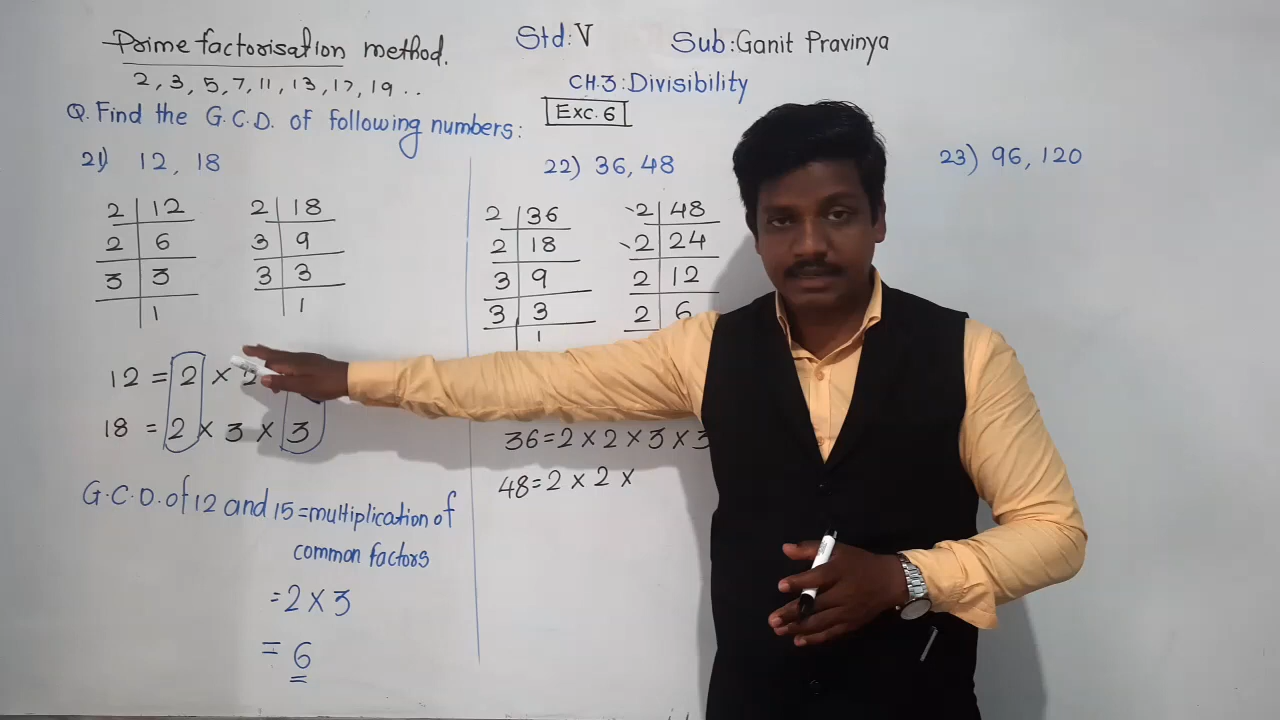 Prime factorisation method.
2, 3, 5, 7, 11, 13, 17, 19 ..
Std: V
Sub: Ganit Pravinya
CH.3: Divisibility
Exc. 6
Q. Find the G.C.D. of following numbers:
21) 12, 18
2 | 12
2 | 6
3 | 3
1
2 | 18
3 | 9
3 | 3
1
12 = 2 × 2
18 = 2 × 3 × 3
G.C.D. of 12 and 15 = multiplication of
common factors
= 2 × 3
= 6
22) 36, 48
2 | 36
2 | 18
3 | 9
3 | 3
1
2 | 48
2 | 24
2 | 12
2 | 6
36 = 2 × 2 × 3 × 3
48 = 2 × 2 ×
23) 96, 120